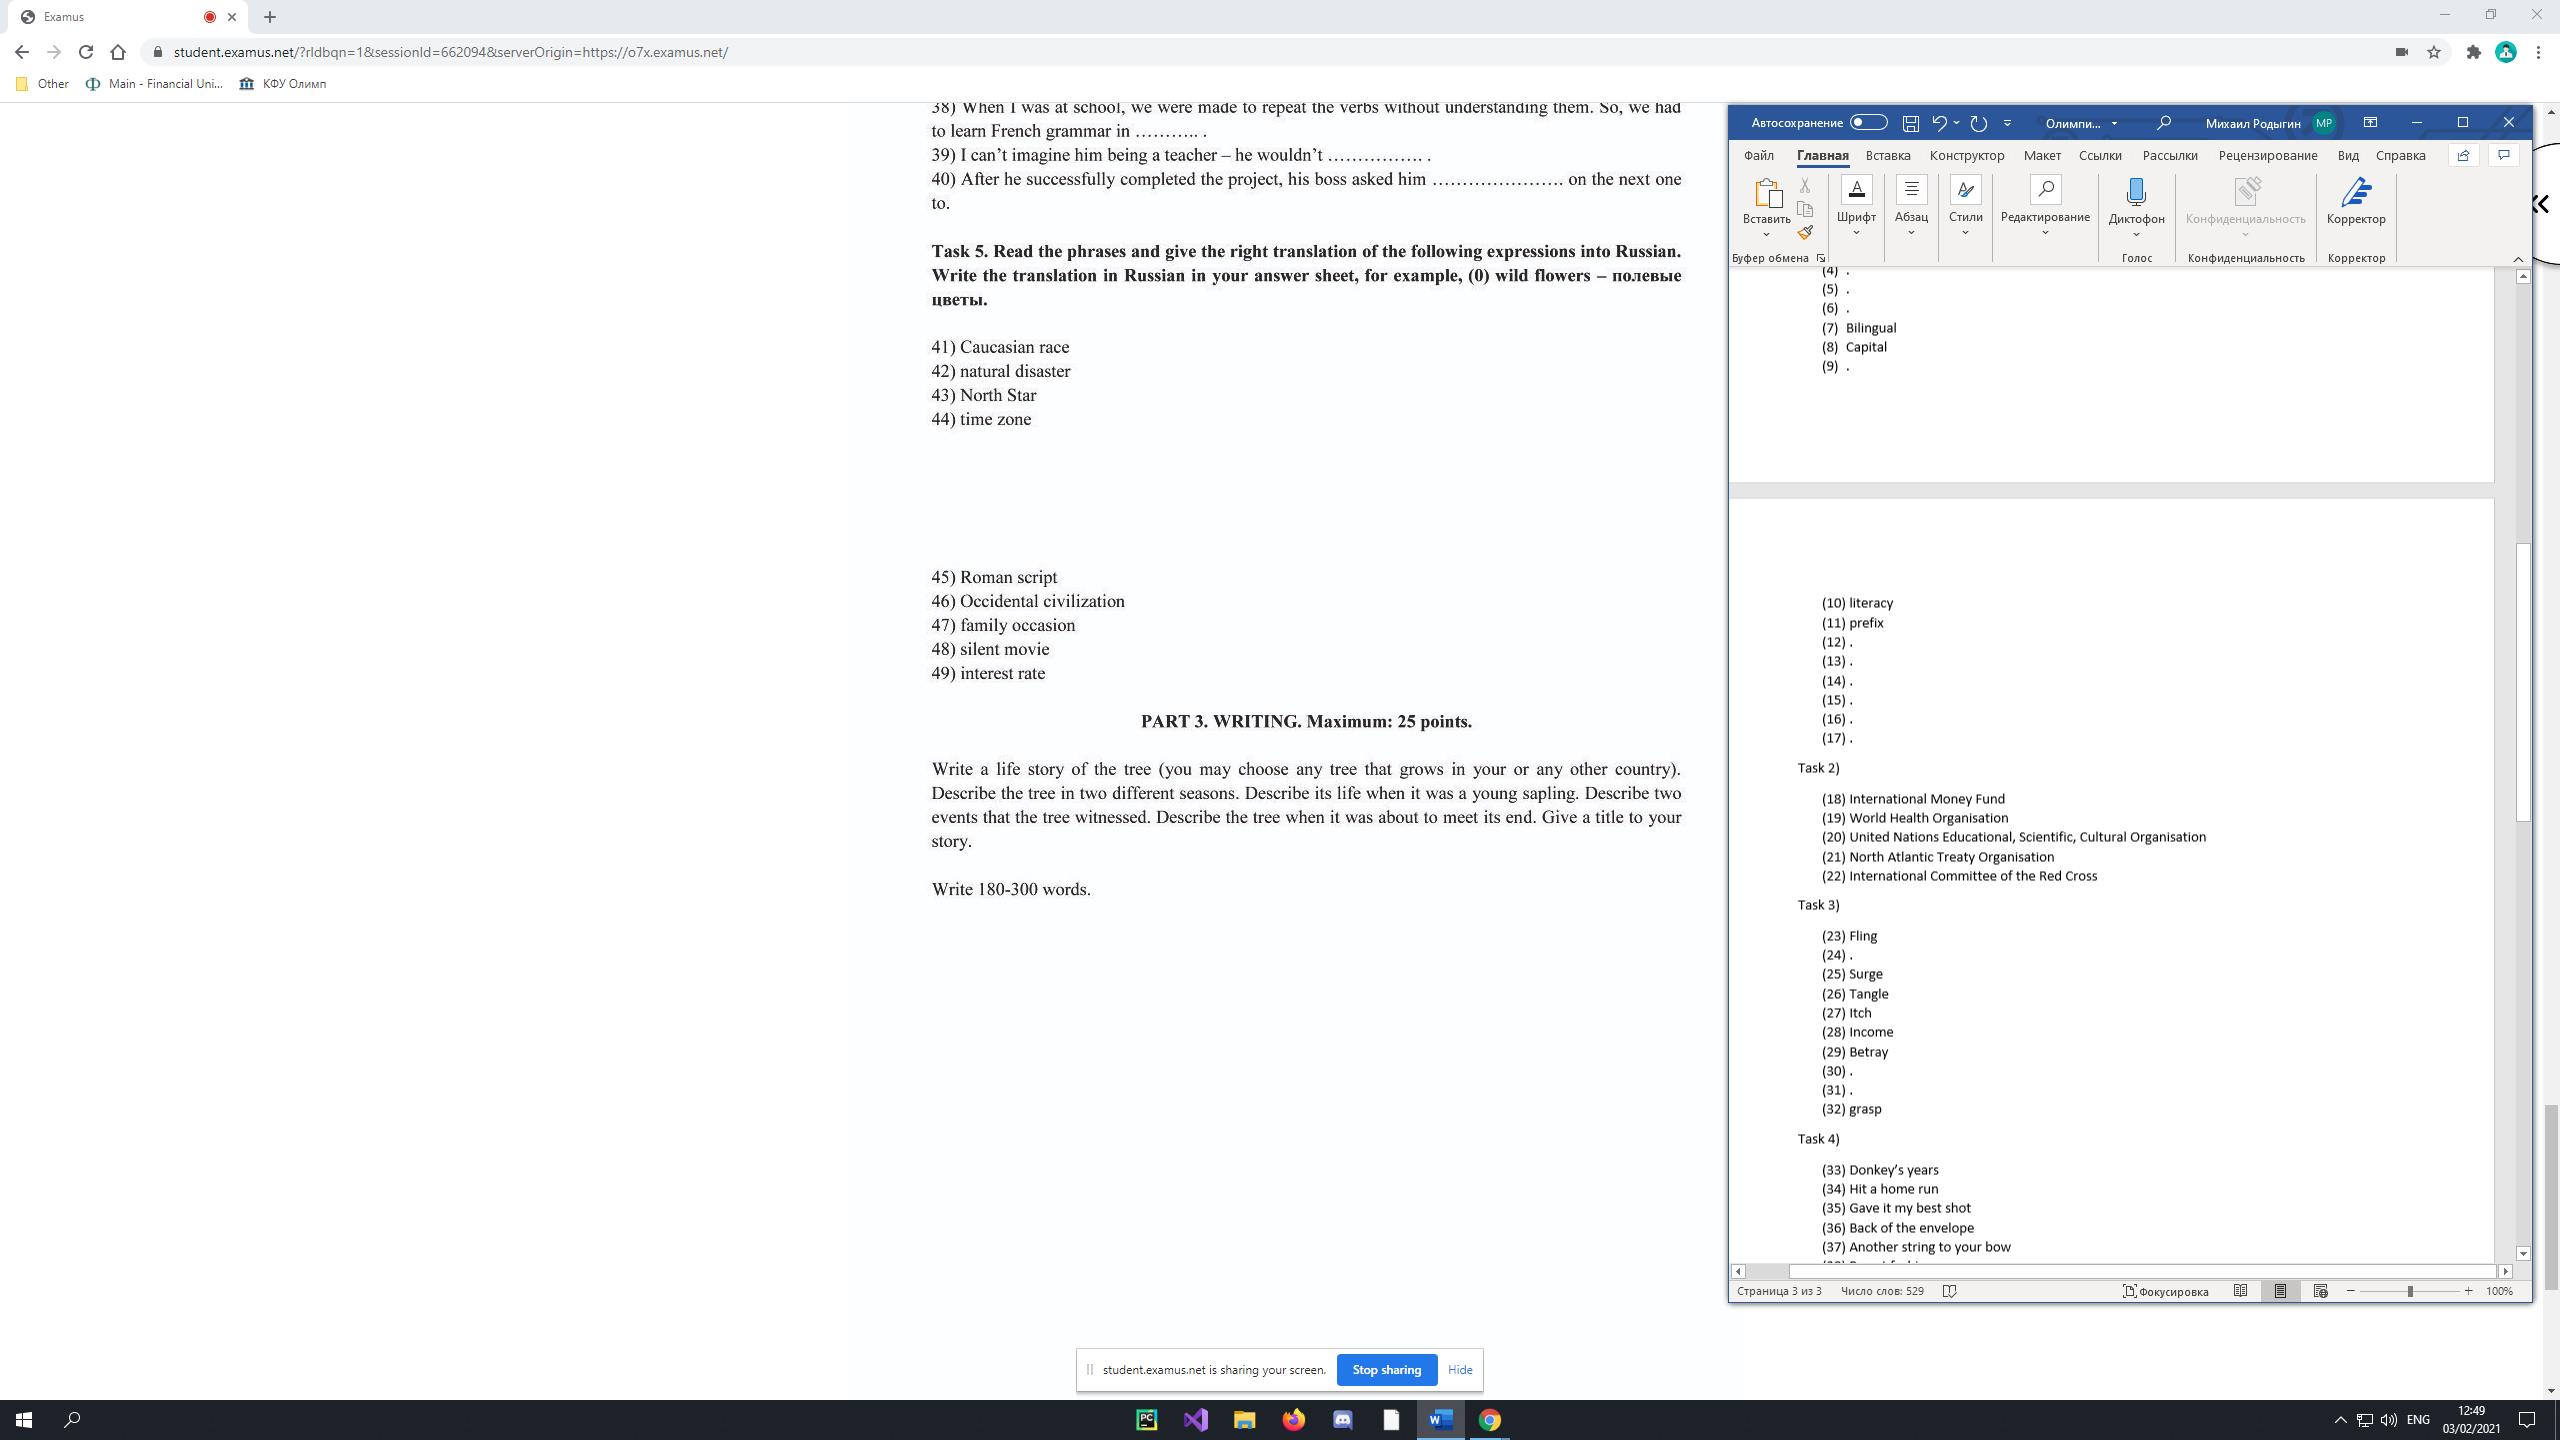 Examus
student.examus.net/?rldbqn=1&sessionId=662094&serverOrigin=https://o7x.examus.net/
Other
Main - Financial Uni...
КФУ Олимп
38) When I was at school, we were made to repeat the verbs without understanding them. So, we had
to learn French grammar in ……….. .
39) I can't imagine him being a teacher – he wouldn't ……………. .
40) After he successfully completed the project, his boss asked him …………………. on the next one
to.
Task 5. Read the phrases and give the right translation of the following expressions into Russian.
Write the translation in Russian in your answer sheet, for example, (0) wild flowers – полевые
цветы.
41) Caucasian race
42) natural disaster
43) North Star
44) time zone
45) Roman script
46) Occidental civilization
47) family occasion
48) silent movie
49) interest rate
PART 3. WRITING. Maximum: 25 points.
Write a life story of the tree (you may choose any tree that grows in your or any other country).
Describe the tree in two different seasons. Describe its life when it was a young sapling. Describe two
events that the tree witnessed. Describe the tree when it was about to meet its end. Give a title to your
story.
Write 180-300 words.
Автосохранение
Олимпи...
Михаил Родыгин
МР
Файл
Главная
Вставка
Конструктор
Макет
Ссылки
Рассылки
Рецензирование
Вид
Справка
Вставить
Шрифт
Абзац
Стили
Редактирование
Диктофон
Конфиденциальность
Корректор
Буфер обмена
Голос
Конфиденциальность
Корректор
(4) .
(5) .
(6) .
(7) Bilingual
(8) Capital
(9) .
(10) literacy
(11) prefix
(12) .
(13) .
(14) .
(15) .
(16) .
(17) .
Task 2)
(18) International Money Fund
(19) World Health Organisation
(20) United Nations Educational, Scientific, Cultural Organisation
(21) North Atlantic Treaty Organisation
(22) International Committee of the Red Cross
Task 3)
(23) Fling
(24) .
(25) Surge
(26) Tangle
(27) Itch
(28) Income
(29) Betray
(30) .
(31) .
(32) grasp
Task 4)
(33) Donkey's years
(34) Hit a home run
(35) Gave it my best shot
(36) Back of the envelope
(37) Another string to your bow
Страница 3 из 3
Число слов: 529
Фокусировка
100%
student.examus.net is sharing your screen.
Stop sharing
Hide
PC
W
ENG
12:49
03/02/2021